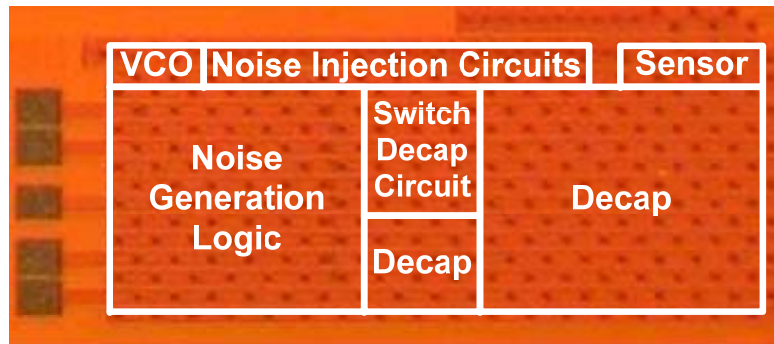 VCO
Noise Injection Circuits
Sensor
Noise
Generation
Logic
Switch
Decap
Circuit
Decap
Decap